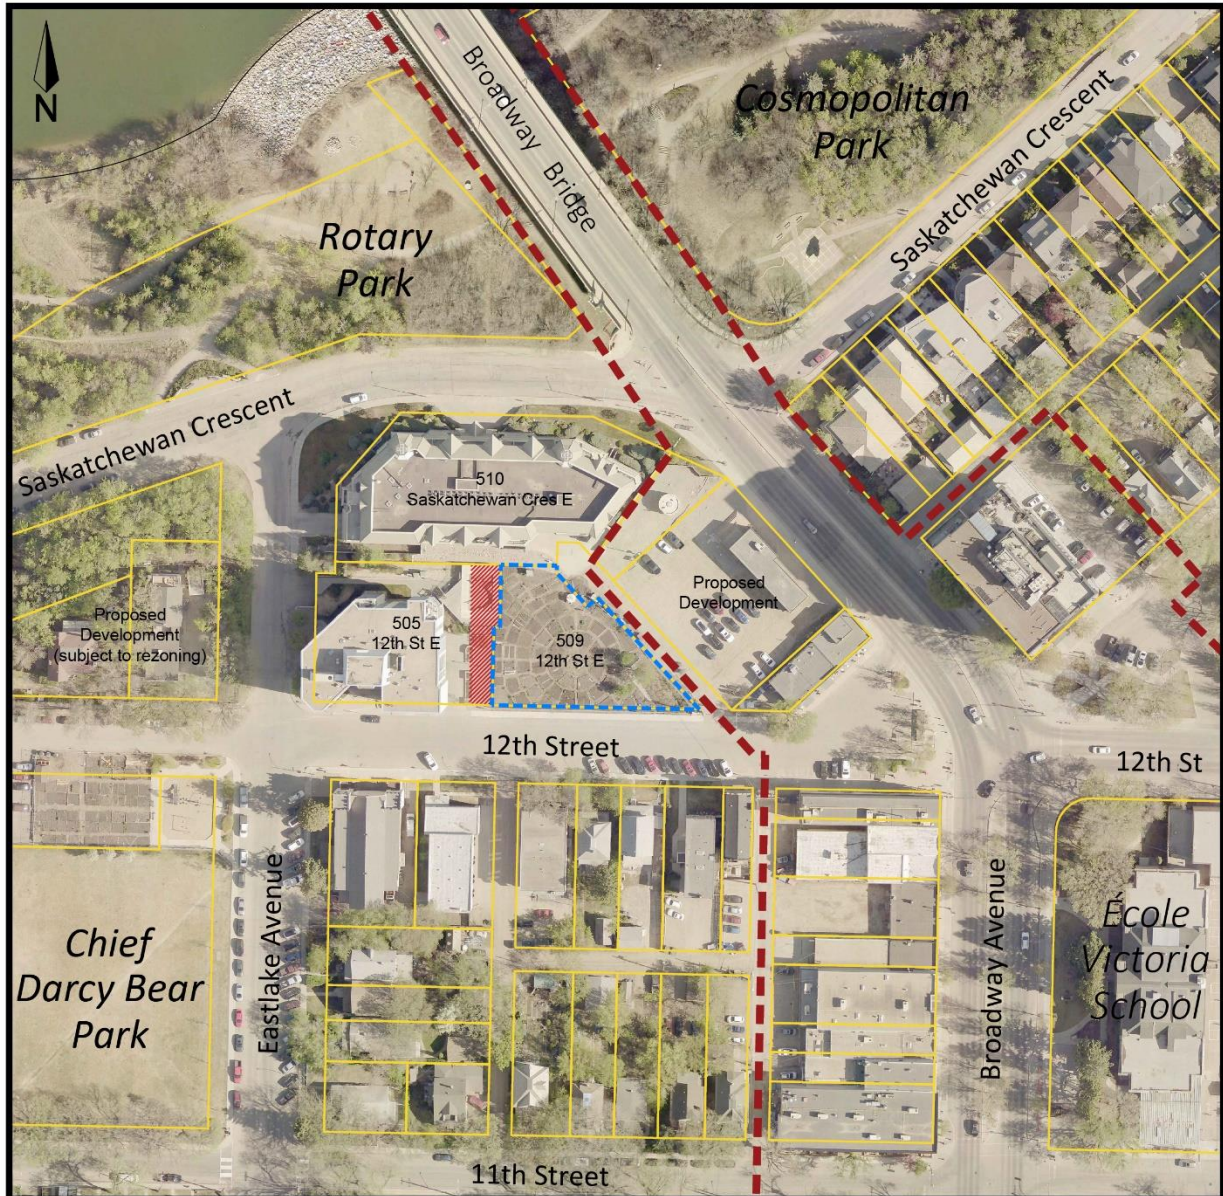 N
Broadway
Bridge
Cosmopolitan
Park
Saskatchewan Crescent
Rotary
Park
Saskatchewan Crescent
510
Saskatchewan Cres E
Proposed
Development
Proposed
Development
(subject to rezoning)
505
12th St E
509
12th St E
12th Street
12th St
Chief
Darcy Bear
Park
Eastlake Avenue
Broadway Avenue
École
Victoria
School
11th Street